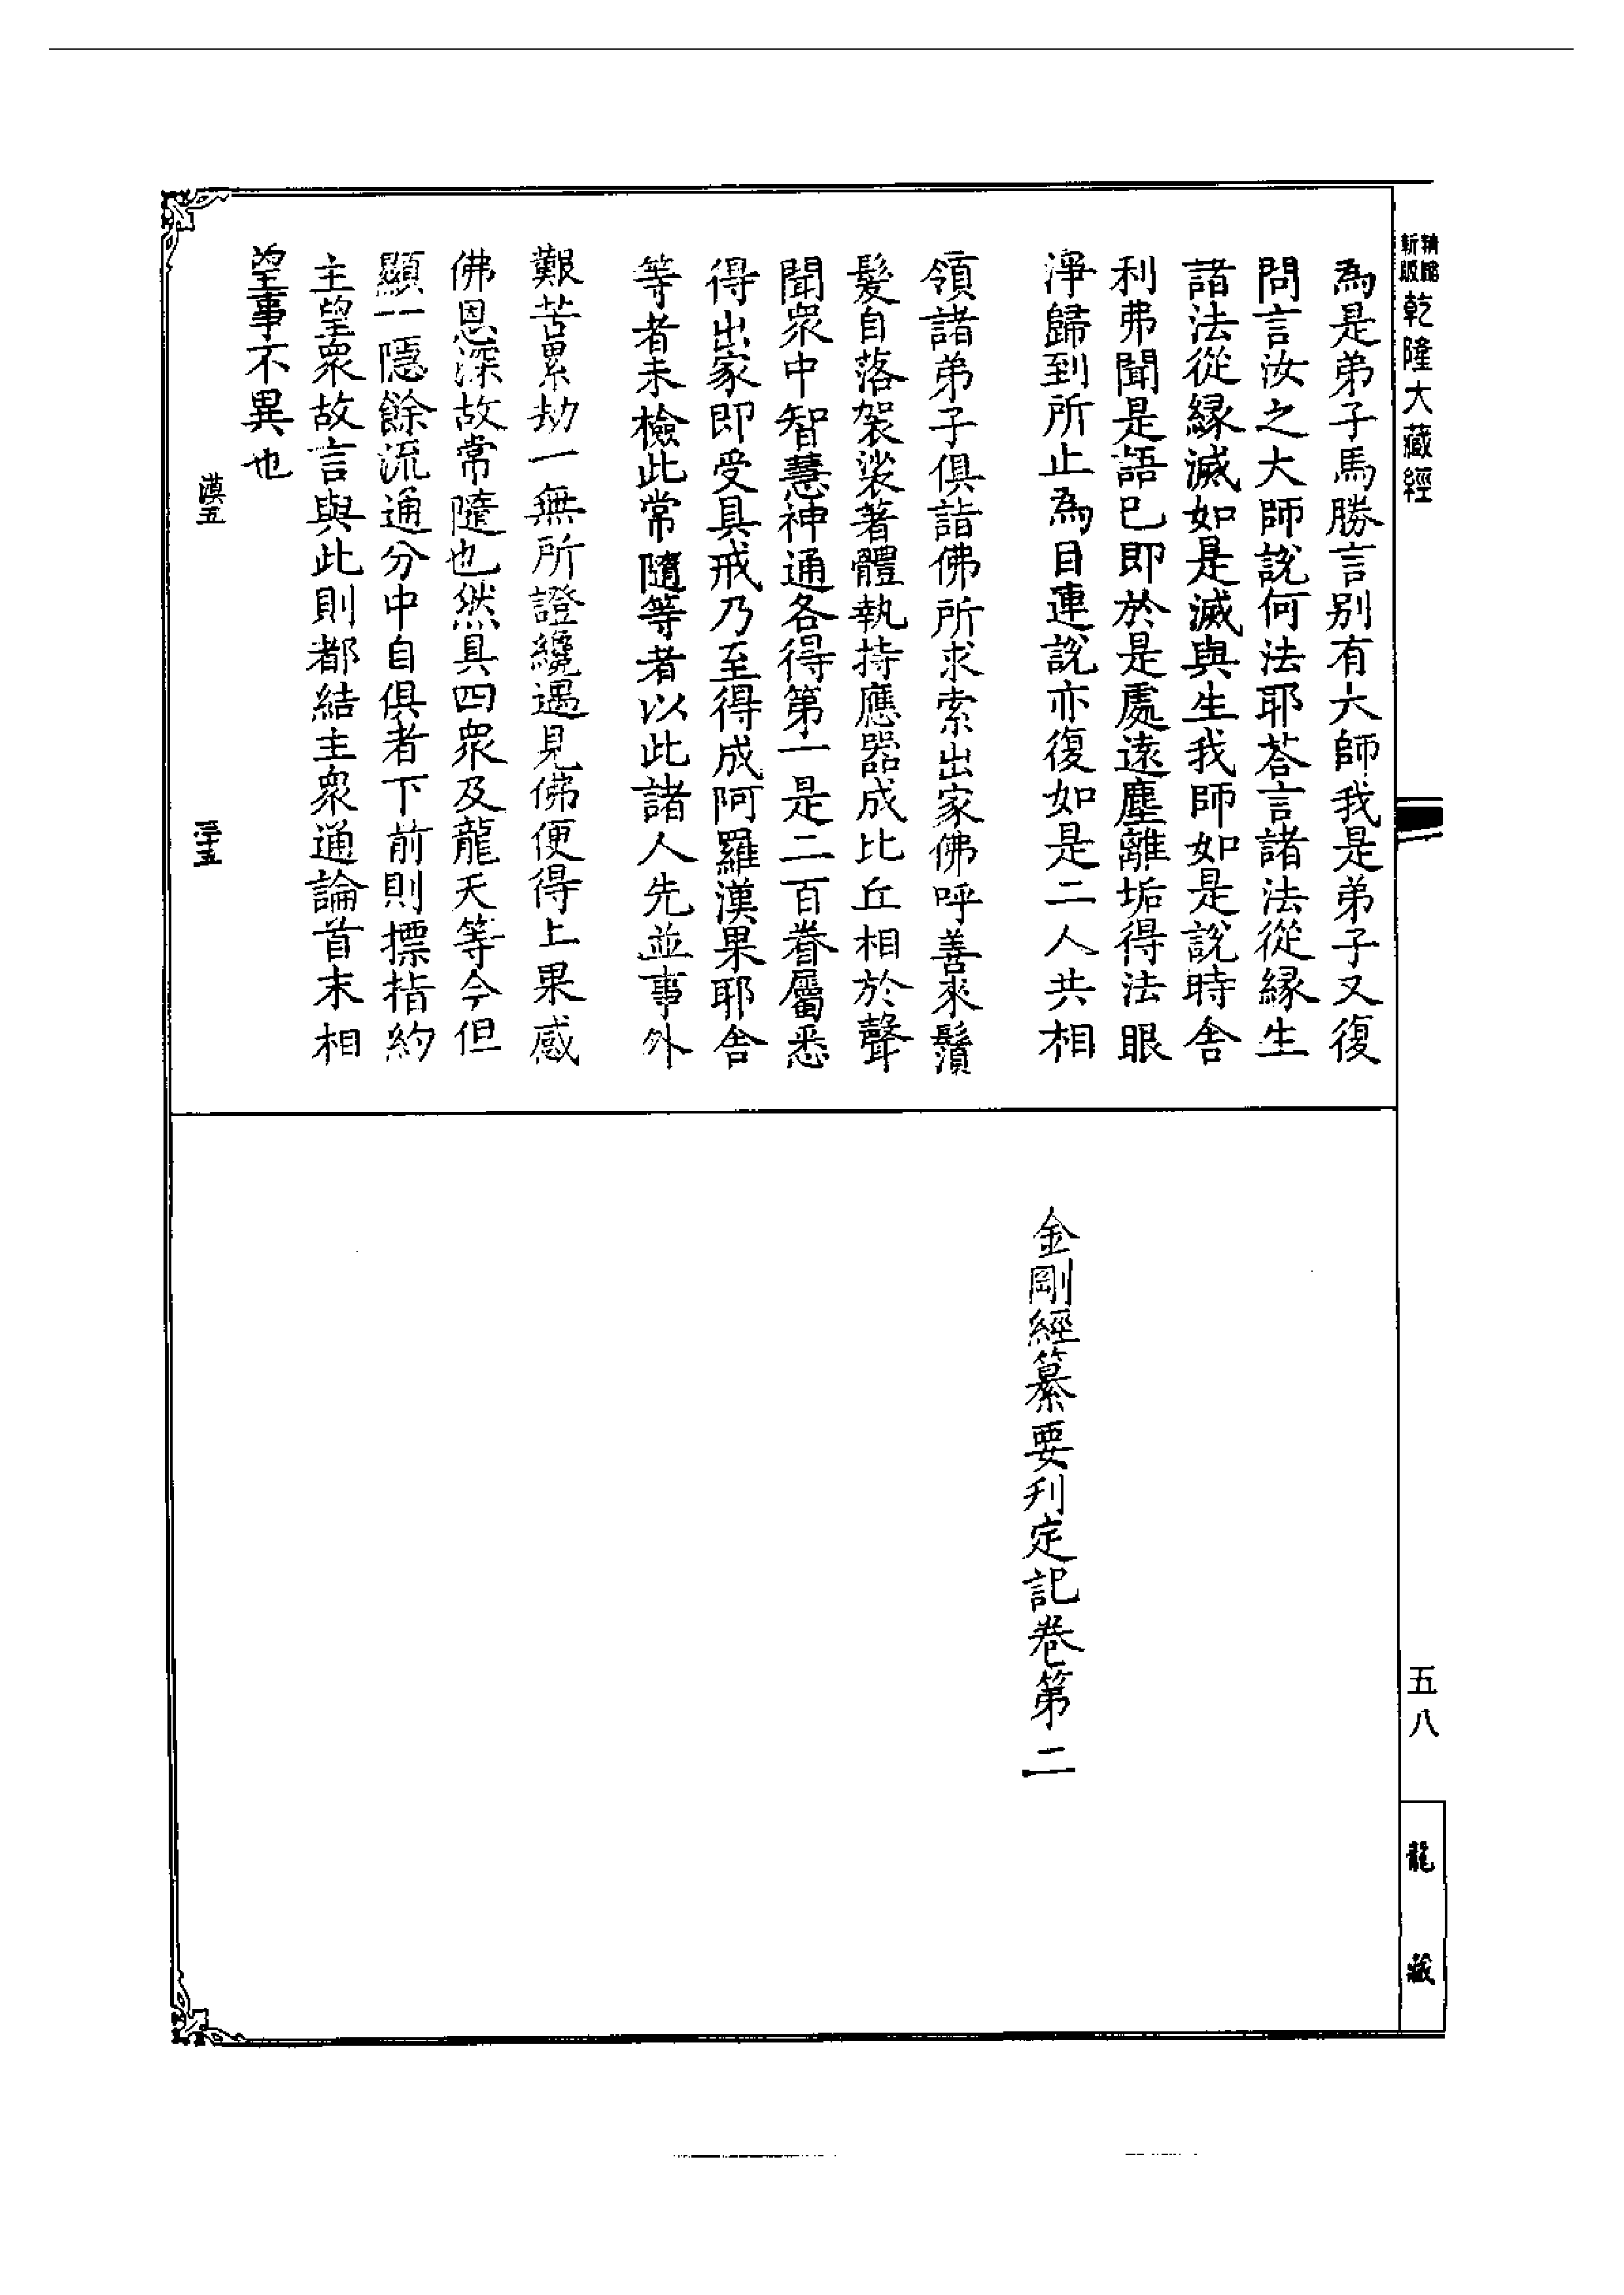 精縮
新版
乾隆大藏經
為是弟子馬勝言別有大師我是弟子又復
問言汝之大師說何法耶荅言諸法從緣生
諸法從緣滅如是滅與生我師如是說時舍
利弗聞是語已即於是處遠塵離垢得法眼
淨歸到所止為目連說亦復如是二人共相
領諸弟子俱詣佛所求索出家佛呼善來鬚
髮自落袈裟著體執持應器成比丘相於聲
聞眾中智慧神通各得第一是二百眷屬悉
得出家即受具戒乃至得成阿羅漢果耶舍
等者未檢此常隨等者以此諸人先並事外
艱苦累劫一無所證纔遇見佛便得上果感
佛恩深故常隨也然具四眾及龍天等今但
顯一隱餘流通分中自俱者下前則標指約
主望眾故言與此則都結主眾通論首末相
望事不異也
漠五
三十五
金剛經纂要刊定記卷第二
五八
龍藏